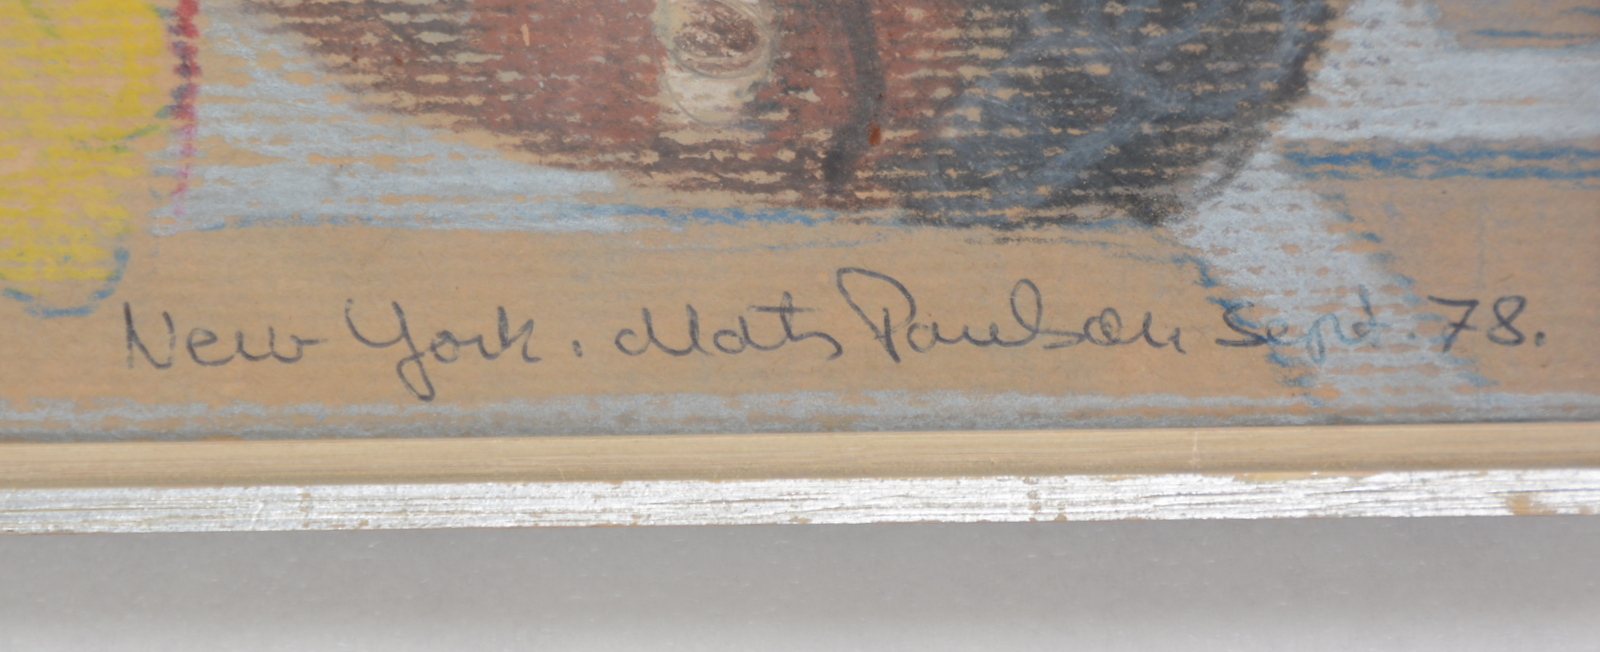 New York. Mats Paulson Sept. 78.